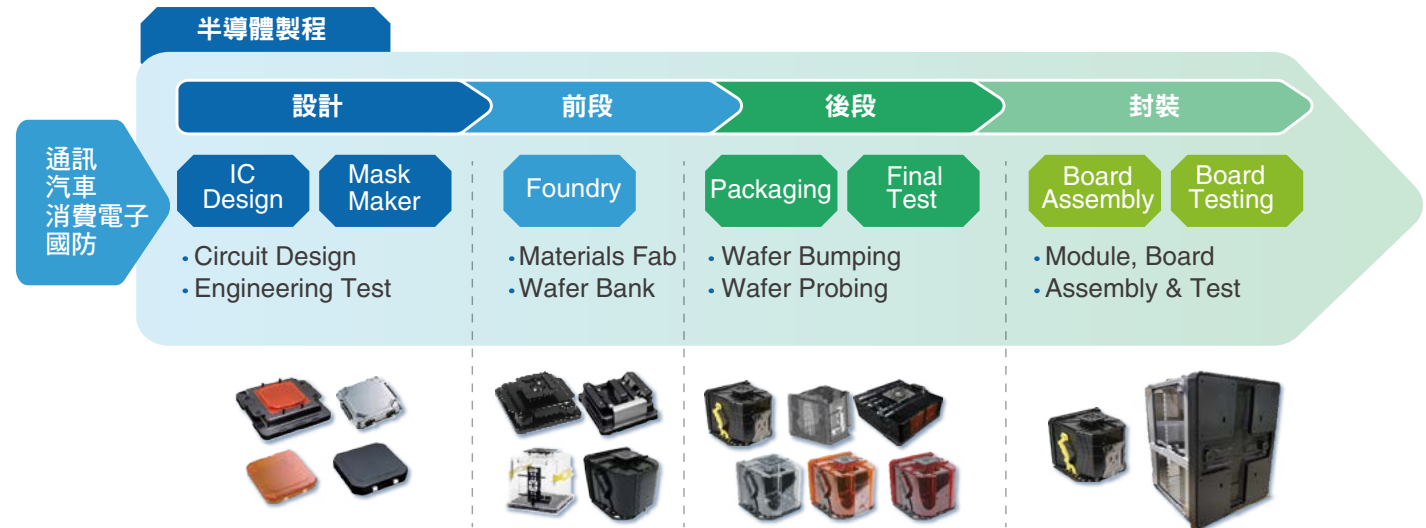 半導體製程
設計
前段
後段
封裝
通訊
汽車
消費電子
國防
IC
Design
Mask
Maker
Foundry
Packaging
Final
Test
Board
Assembly
Board
Testing
• Circuit Design
• Engineering Test
• Materials Fab
• Wafer Bank
• Wafer Bumping
• Wafer Probing
• Module, Board
• Assembly & Test